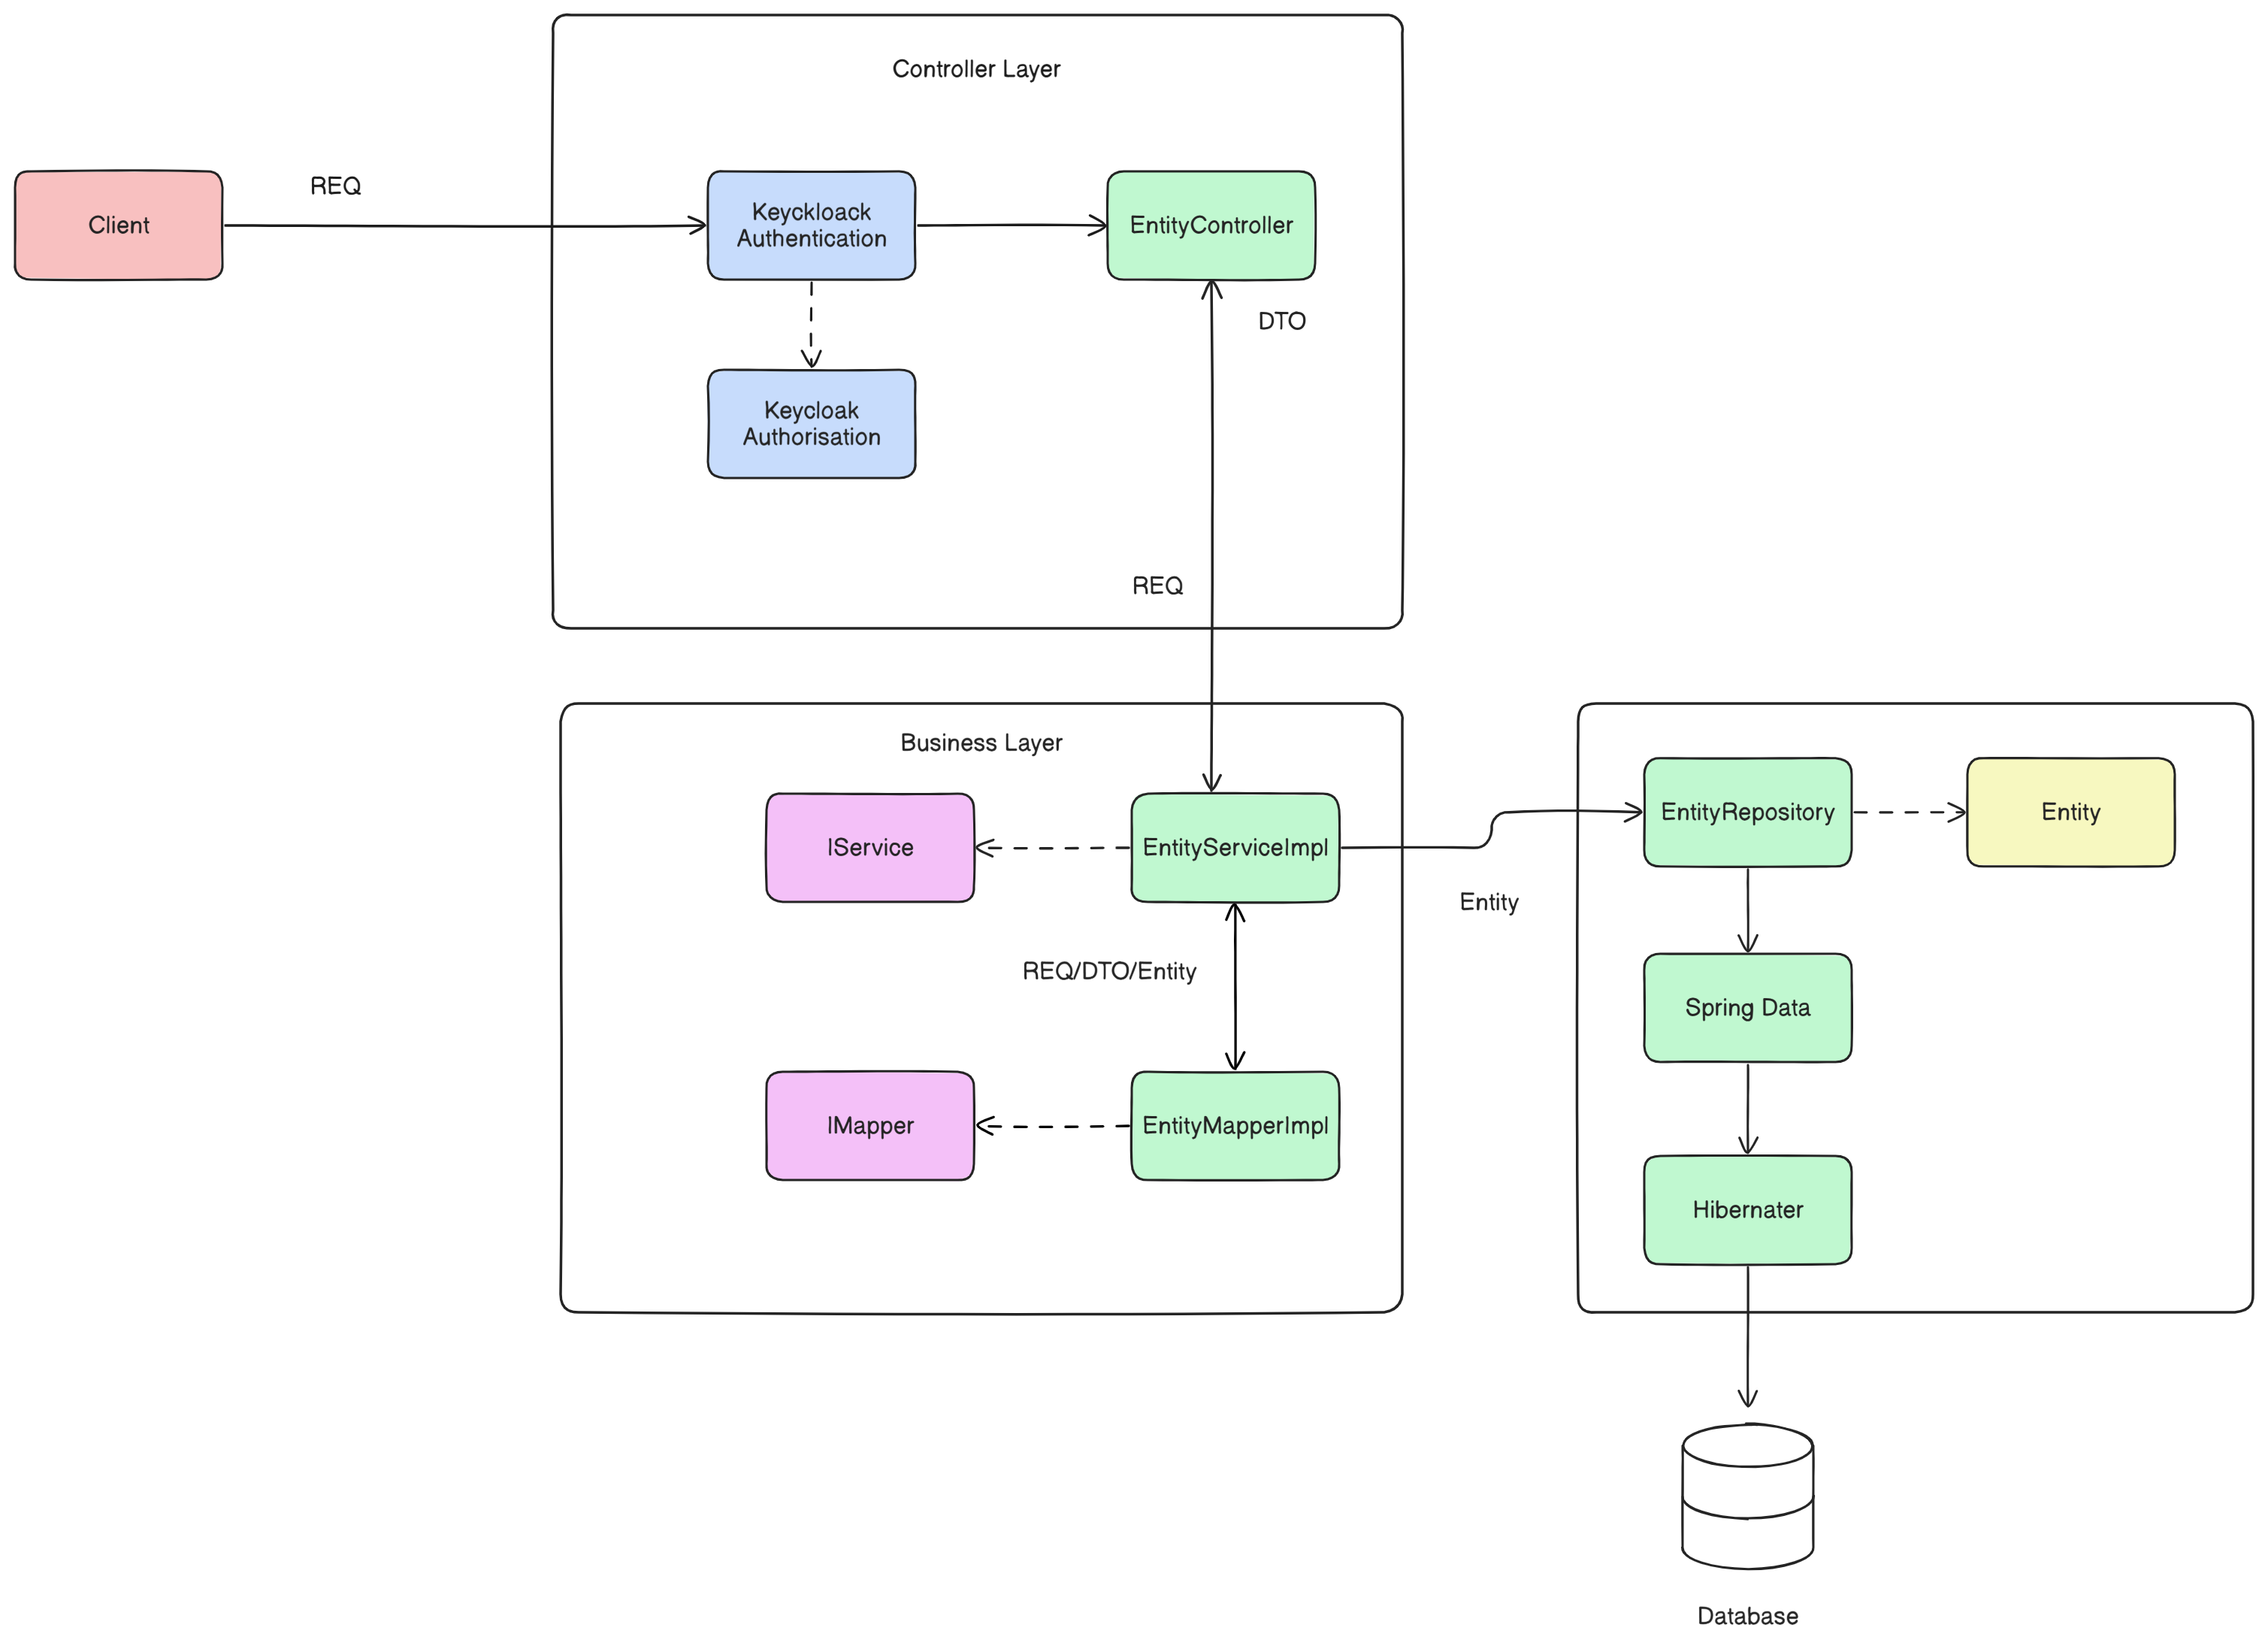 Controller Layer
Client
REQ
Keyckloack
Authentication
EntityController
DTO
Keycloak
Authorisation
REQ
Business Layer
IService
EntityServiceImpl
EntityRepository
Entity
Entity
REQ/DTO/Entity
Spring Data
IMapper
EntityMapperImpl
Hibernater
Database